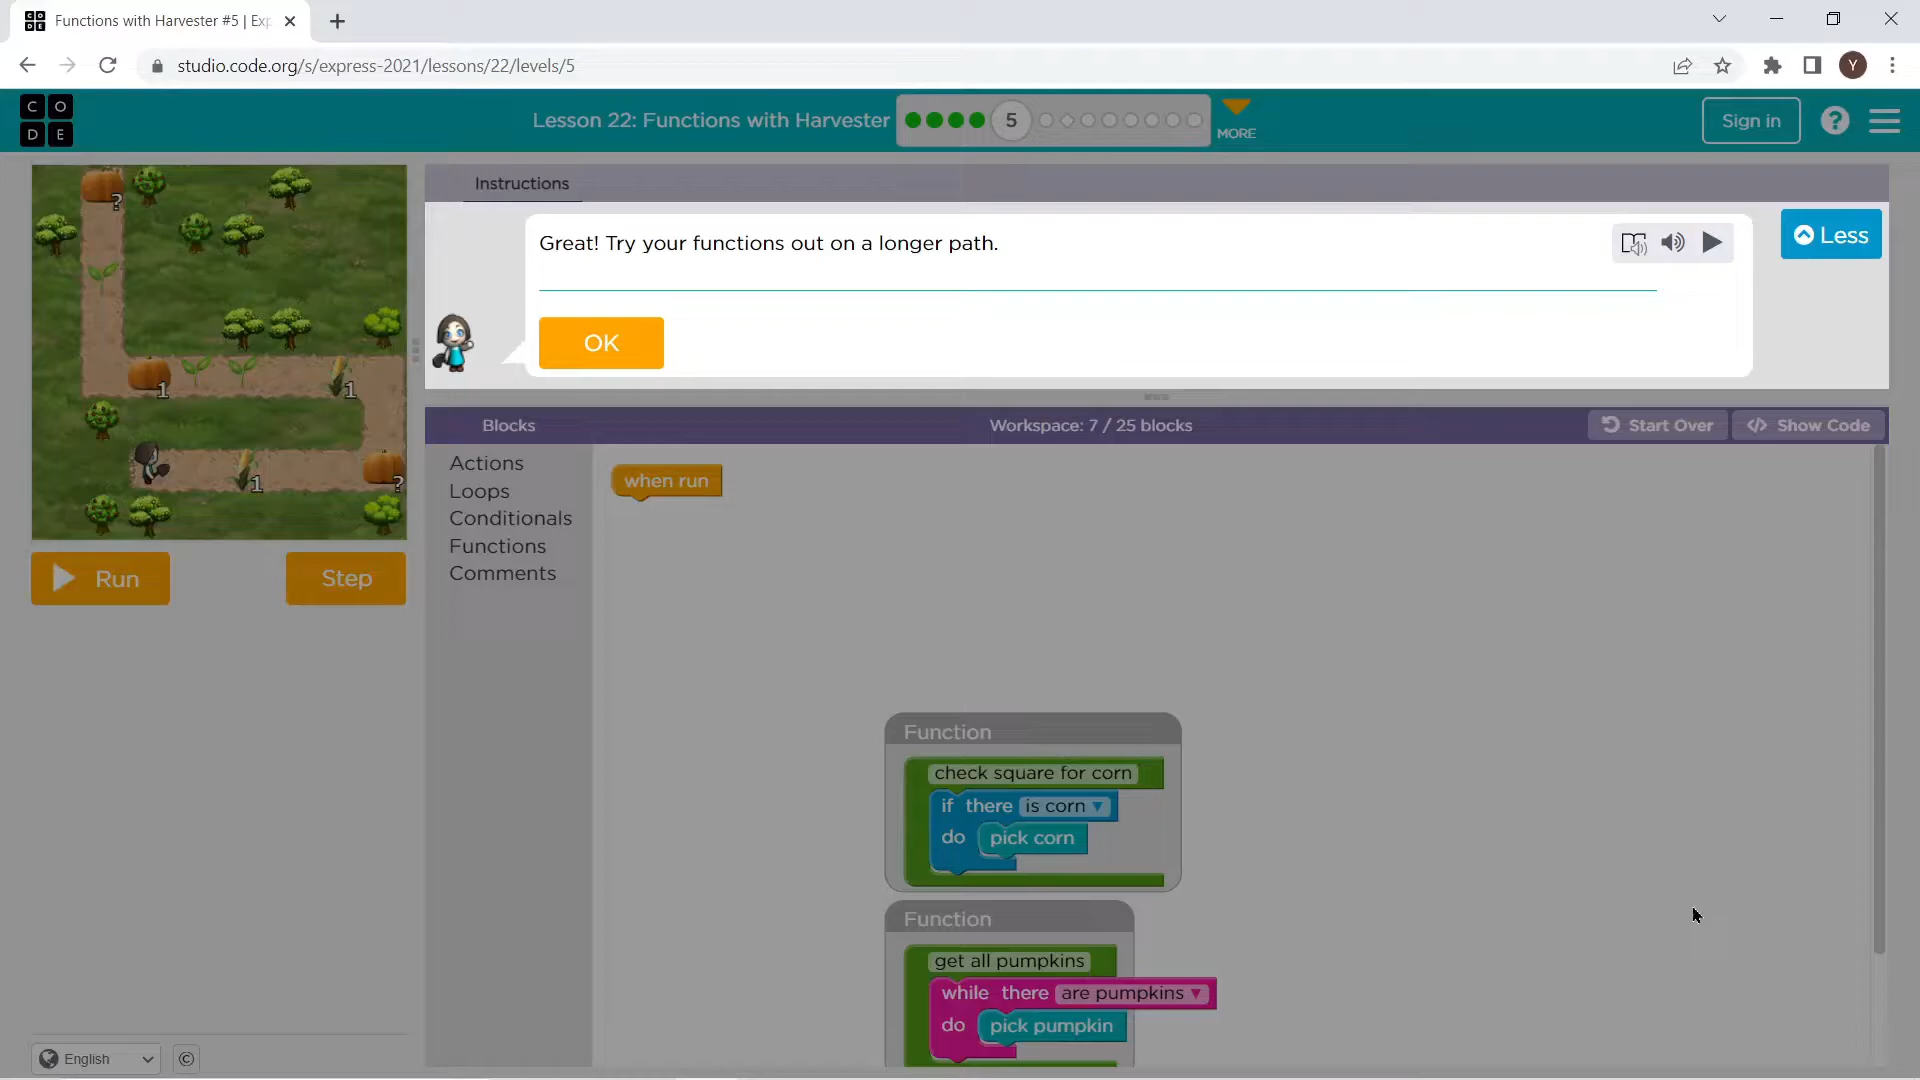 Functions with Harvester #5 | Exp
studio.code.org/s/express-2021/lessons/22/levels/5
Y
C O
D E
Lesson 22: Functions with Harvester
5
MORE
Sign in
?
Instructions
Great! Try your functions out on a longer path.
Less
OK
?
1
1
1
?
Run
Step
Blocks
Workspace: 7 / 25 blocks
Start Over
Show Code
Actions
Loops
Conditionals
Functions
Comments
when run
Function
check square for corn
if there is corn
do pick corn
Function
get all pumpkins
while there are pumpkins
do pick pumpkin
English
©